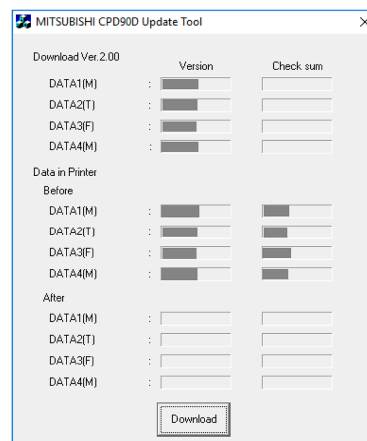 MITSUBISHI CPD90D Update Tool
Download Ver.2.00
Version Check sum
DATA1(M) :
DATA2(T) :
DATA3(F) :
DATA4(M) :
Data in Printer
Before
DATA1(M) :
DATA2(T) :
DATA3(F) :
DATA4(M) :
After
DATA1(M) :
DATA2(T) :
DATA3(F) :
DATA4(M) :
Download